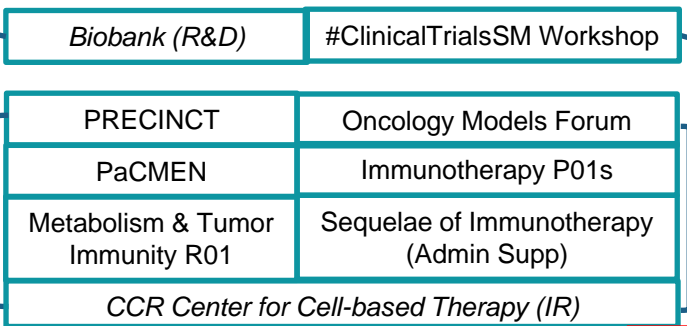 Biobank (R&D)
#ClinicalTrialsSM Workshop
PRECINCT
Oncology Models Forum
PaCMEN
Immunotherapy P01s
Metabolism & Tumor
Immunity R01
Sequelae of Immunotherapy
(Admin Supp)
CCR Center for Cell-based Therapy (IR)